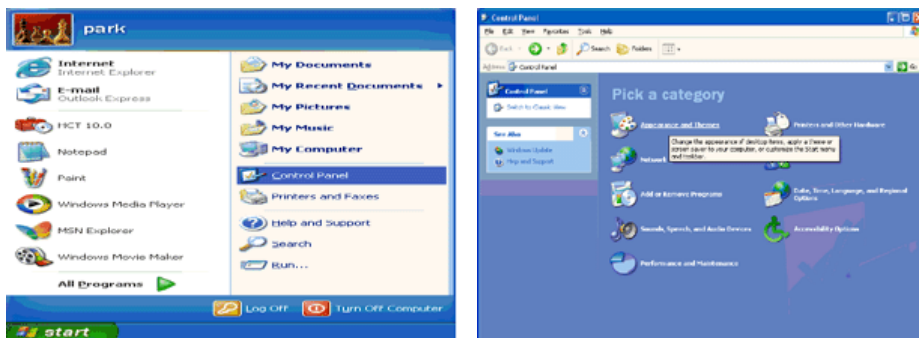 park
Internet
Internet Explorer
E-mail
Outlook Express
HCT 10.0
Notepad
Paint
Windows Media Player
MSN Explorer
Windows Movie Maker
All Programs
My Documents
My Recent Documents
My Pictures
My Music
My Computer
Control Panel
Printers and Faxes
Help and Support
Search
Run...
Log Off
Turn Off Computer
start
Control Panel
File Edit View Favorites Tools Help
Back
Search
Folders
Address
Control Panel
Go
Control Panel
Switch to Classic View
See Also
Windows Update
Help and Support
Pick a category
Appearance and Themes
Printers and Other Hardware
Change the appearance of desktop items, apply a theme or
screen saver to your computer, or customize the Start menu
and taskbar.
Network
Add or Remove Programs
Date, Time, Language, and Regional
Options
Sounds, Speech, and Audio Devices
Accessibility Options
Performance and Maintenance